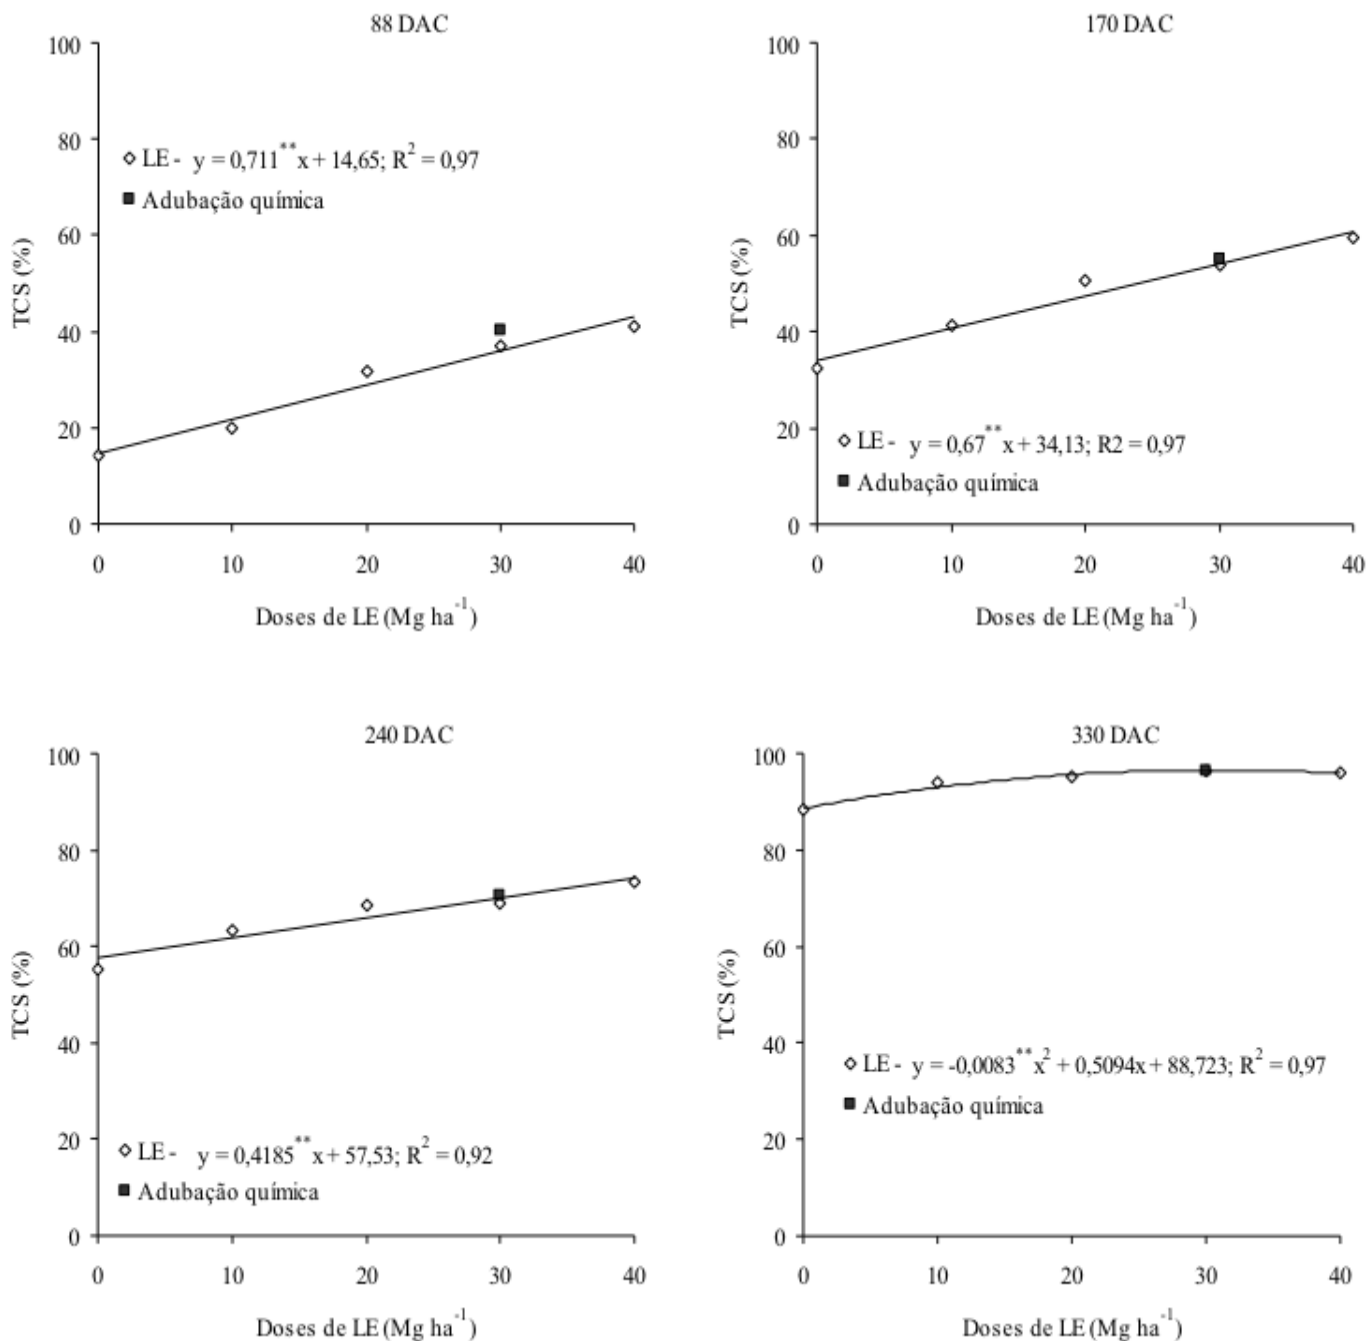 88 DAC
100
80
60
40
20
0
TCS (%)
LE - y = 0,711**x + 14,65; R² = 0,97
Adubação química
0 10 20 30 40
Doses de LE (Mg ha⁻¹)
170 DAC
100
80
60
40
20
0
TCS (%)
LE - y = 0,67**x + 34,13; R2 = 0,97
Adubação química
0 10 20 30 40
Doses de LE (Mg ha⁻¹)
240 DAC
100
80
60
40
20
0
TCS (%)
LE - y = 0,4185**x + 57,53; R² = 0,92
Adubação química
0 10 20 30 40
Doses de LE (Mg ha⁻¹)
330 DAC
100
80
60
40
20
0
TCS (%)
LE - y = -0,0083**x² + 0,5094x + 88,723; R² = 0,97
Adubação química
0 10 20 30 40
Doses de LE (Mg ha⁻¹)